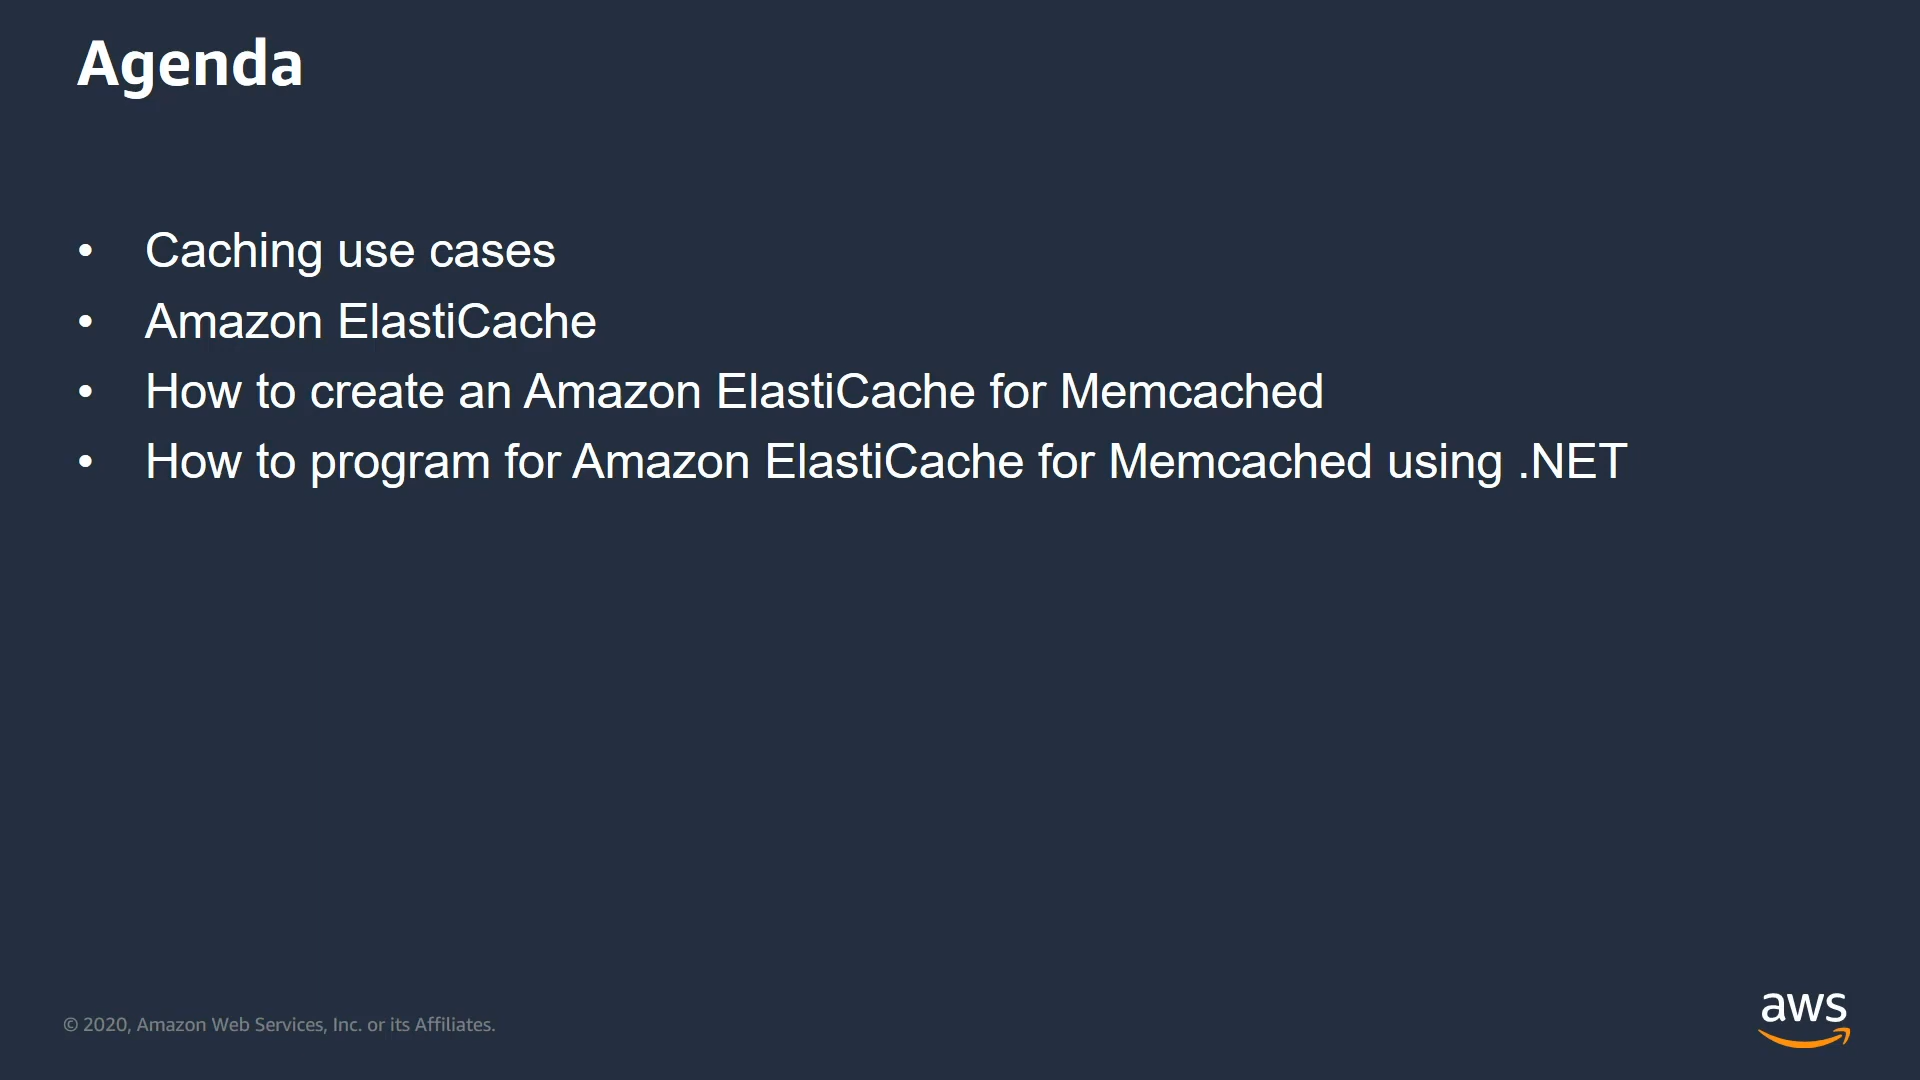 Agenda
• Caching use cases
• Amazon ElastiCache
• How to create an Amazon ElastiCache for Memcached
• How to program for Amazon ElastiCache for Memcached using .NET
© 2020, Amazon Web Services, Inc. or its Affiliates.
aws